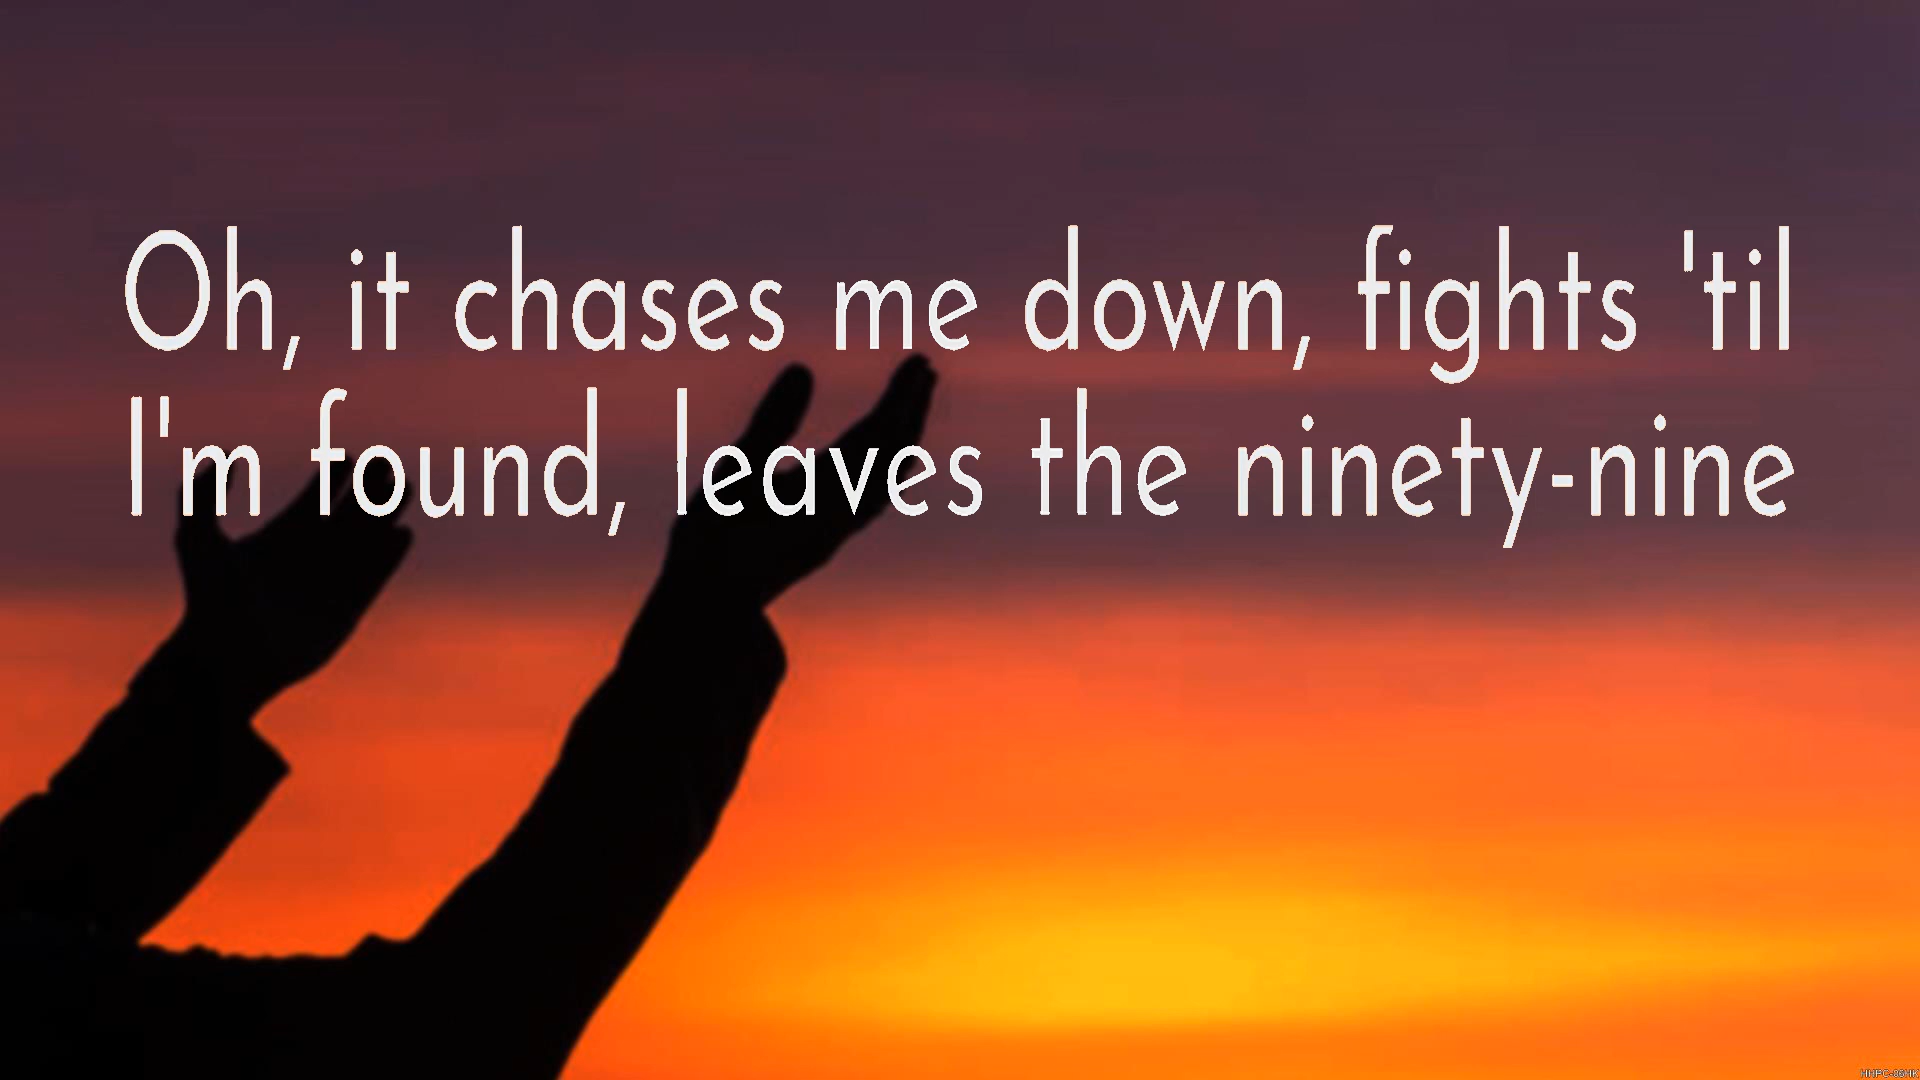 Oh, it chases me down, fights 'til
I'm found, leaves the ninety-nine